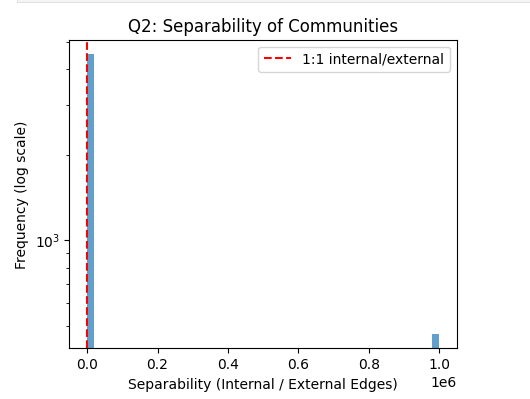 Q2: Separability of Communities
1:1 internal/external
Frequency (log scale)
10³
0.0 0.2 0.4 0.6 0.8 1.0
1e6
Separability (Internal / External Edges)